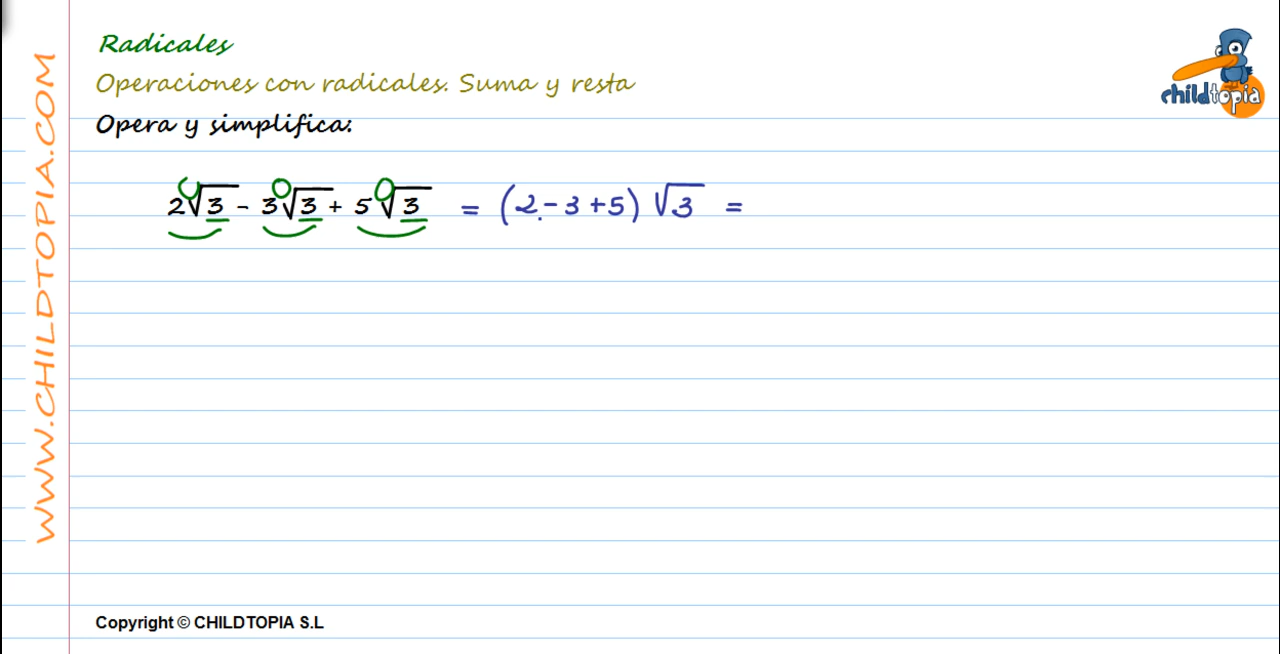 Radicales
Operaciones con radicales. Suma y resta
Opera y simplifica:
2√3 - 3√3 + 5√3 = (2 - 3 + 5) √3 =
childtopia
WWW.CHILDTOPIA.COM
Copyright © CHILDTOPIA S.L